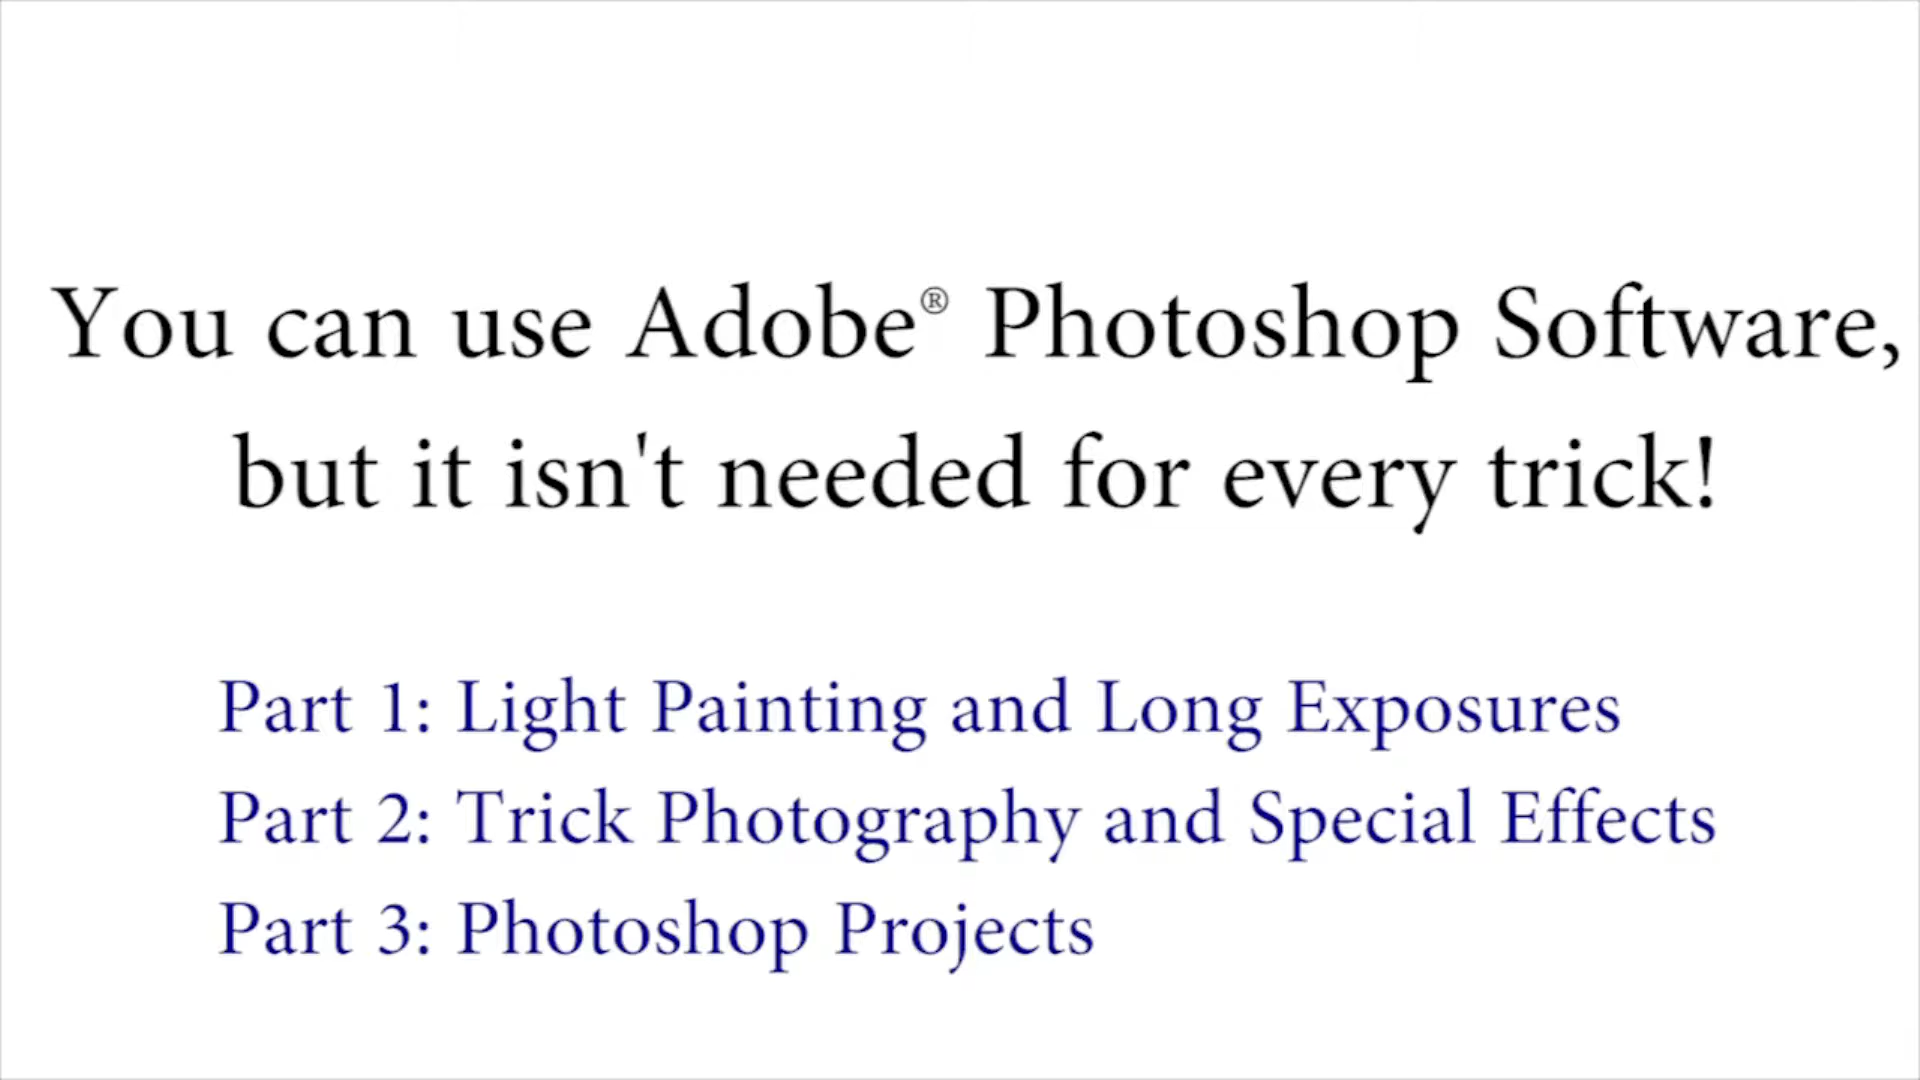 You can use Adobe® Photoshop Software,
but it isn't needed for every trick!
Part 1: Light Painting and Long Exposures
Part 2: Trick Photography and Special Effects
Part 3: Photoshop Projects